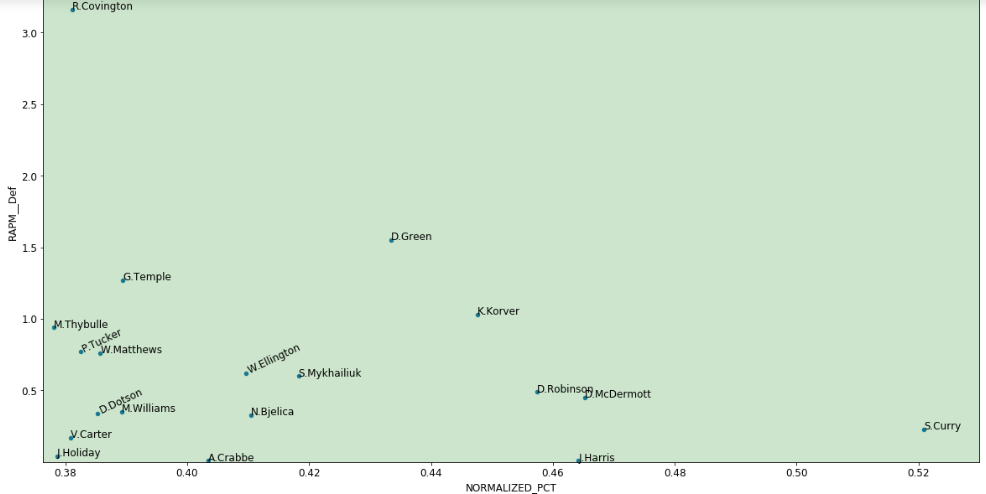 R.Covington
3.0
2.5
2.0
RAPM__Def
D.Green
1.5
G.Temple
K.Korver
1.0
M.Thybulle
P.Tucker
W.Matthews
W.Ellington
S.Mykhailiuk
D.Robinson
D.McDermott
0.5
D.Dotson
M.Williams
N.Bjelica
S.Curry
V.Carter
J.Holiday
A.Crabbe
J.Harris
0.38 0.40 0.42 0.44 0.46 0.48 0.50 0.52
NORMALIZED_PCT